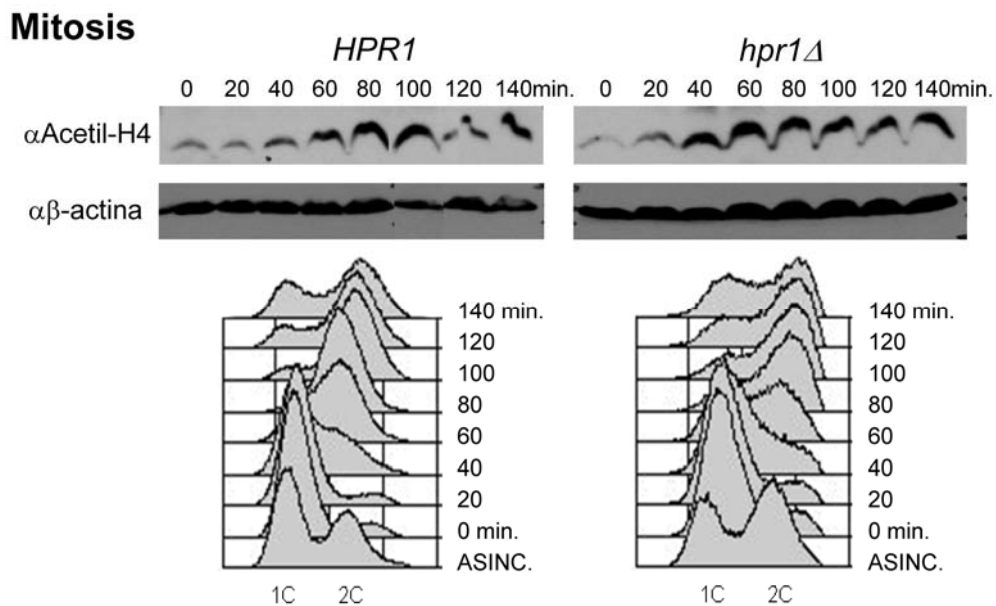 Mitosis
HPR1
hpr1Δ
0 20 40 60 80 100 120 140min.
0 20 40 60 80 100 120 140min.
αAcetil-H4
αβ-actina
140 min.
120
100
80
60
40
20
0 min.
ASINC.
1C 2C
140 min.
120
100
80
60
40
20
0 min.
ASINC.
1C 2C